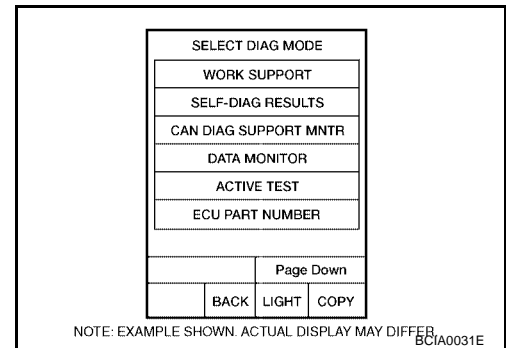 SELECT DIAG MODE
WORK SUPPORT
SELF-DIAG RESULTS
CAN DIAG SUPPORT MNTR
DATA MONITOR
ACTIVE TEST
ECU PART NUMBER
Page Down
BACK LIGHT COPY
NOTE: EXAMPLE SHOWN. ACTUAL DISPLAY MAY DIFFER.
BCIA0031E